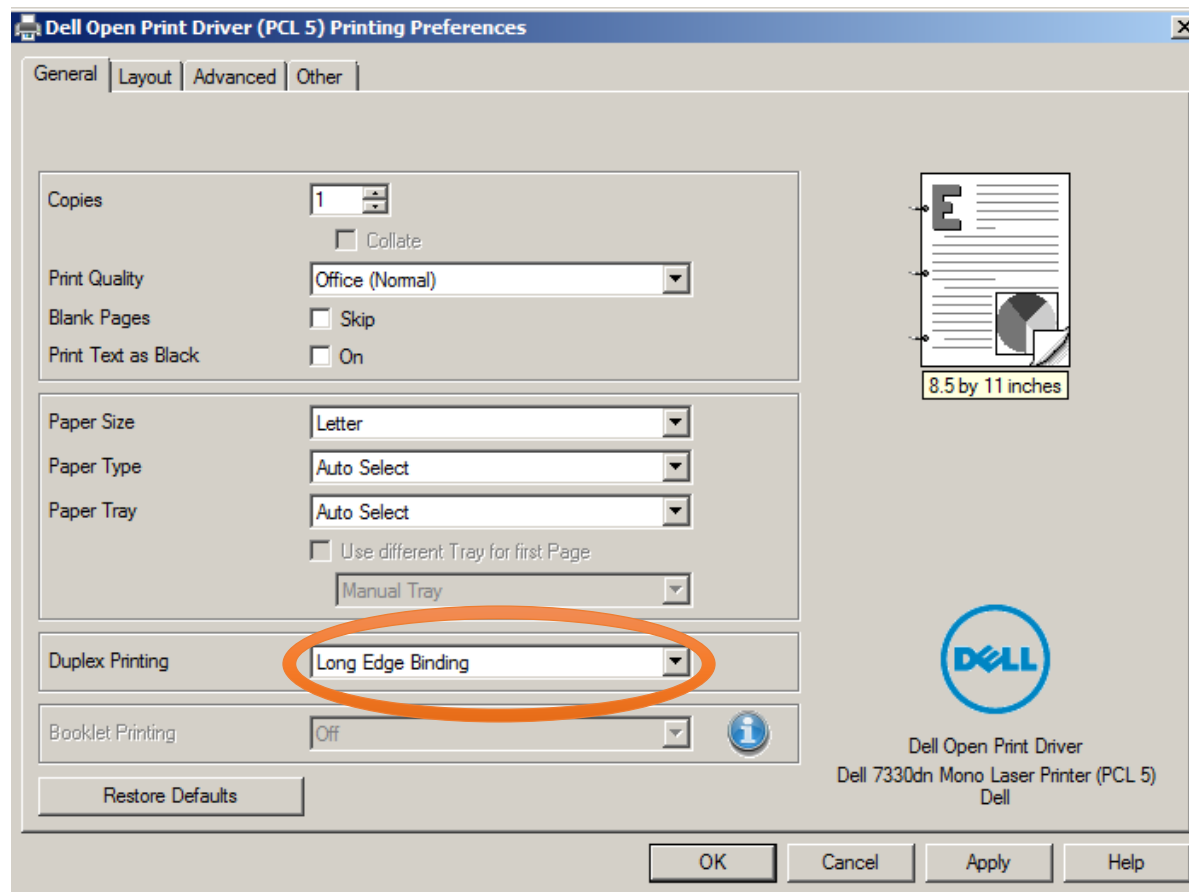 Dell Open Print Driver (PCL 5) Printing Preferences
General Layout Advanced Other
Copies 1
Collate
Print Quality Office (Normal)
Blank Pages Skip
Print Text as Black On
E
8.5 by 11 inches
Paper Size Letter
Paper Type Auto Select
Paper Tray Auto Select
Use different Tray for first Page
Manual Tray
Duplex Printing Long Edge Binding
DELL
Booklet Printing Off i
Dell Open Print Driver
Dell 7330dn Mono Laser Printer (PCL 5)
Dell
Restore Defaults
OK Cancel Apply Help